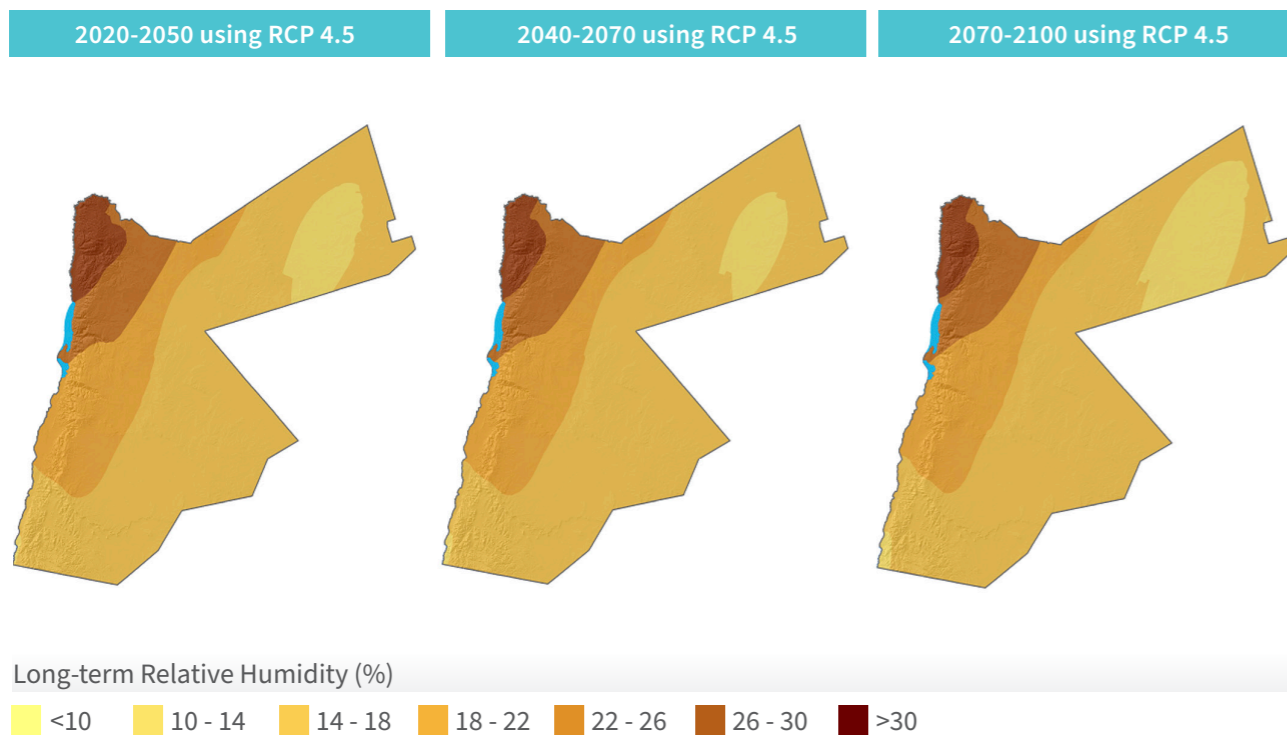 2020-2050 using RCP 4.5
2040-2070 using RCP 4.5
2070-2100 using RCP 4.5
Long-term Relative Humidity (%)
<10
10 - 14
14 - 18
18 - 22
22 - 26
26 - 30
>30